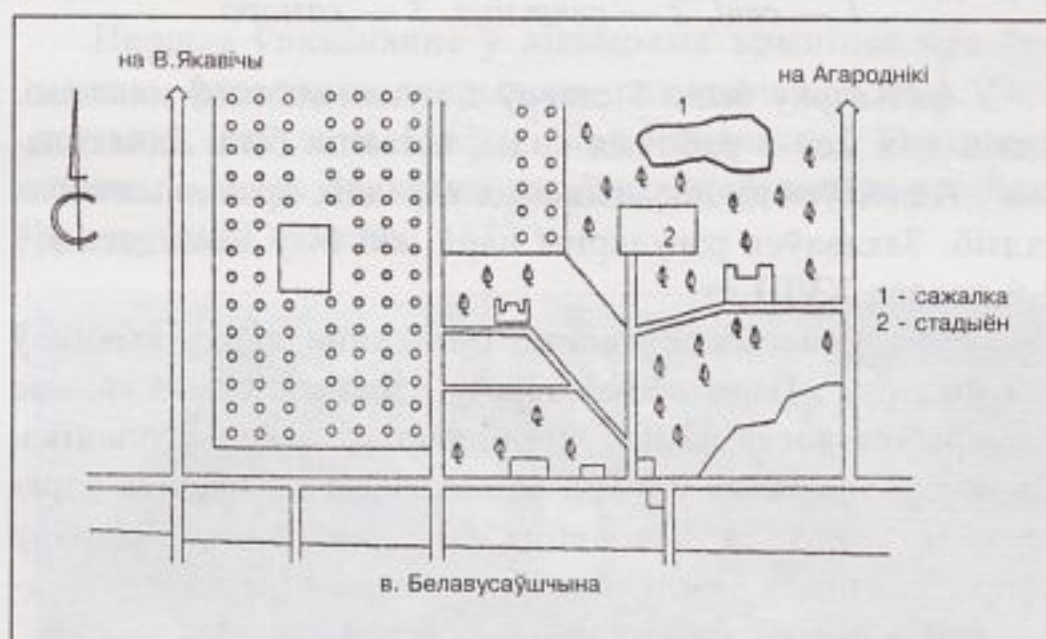 на В.Якавічы
на Агароднікі
1
2
1 - сажалка
2 - стадыён
в. Белавусаўшчына